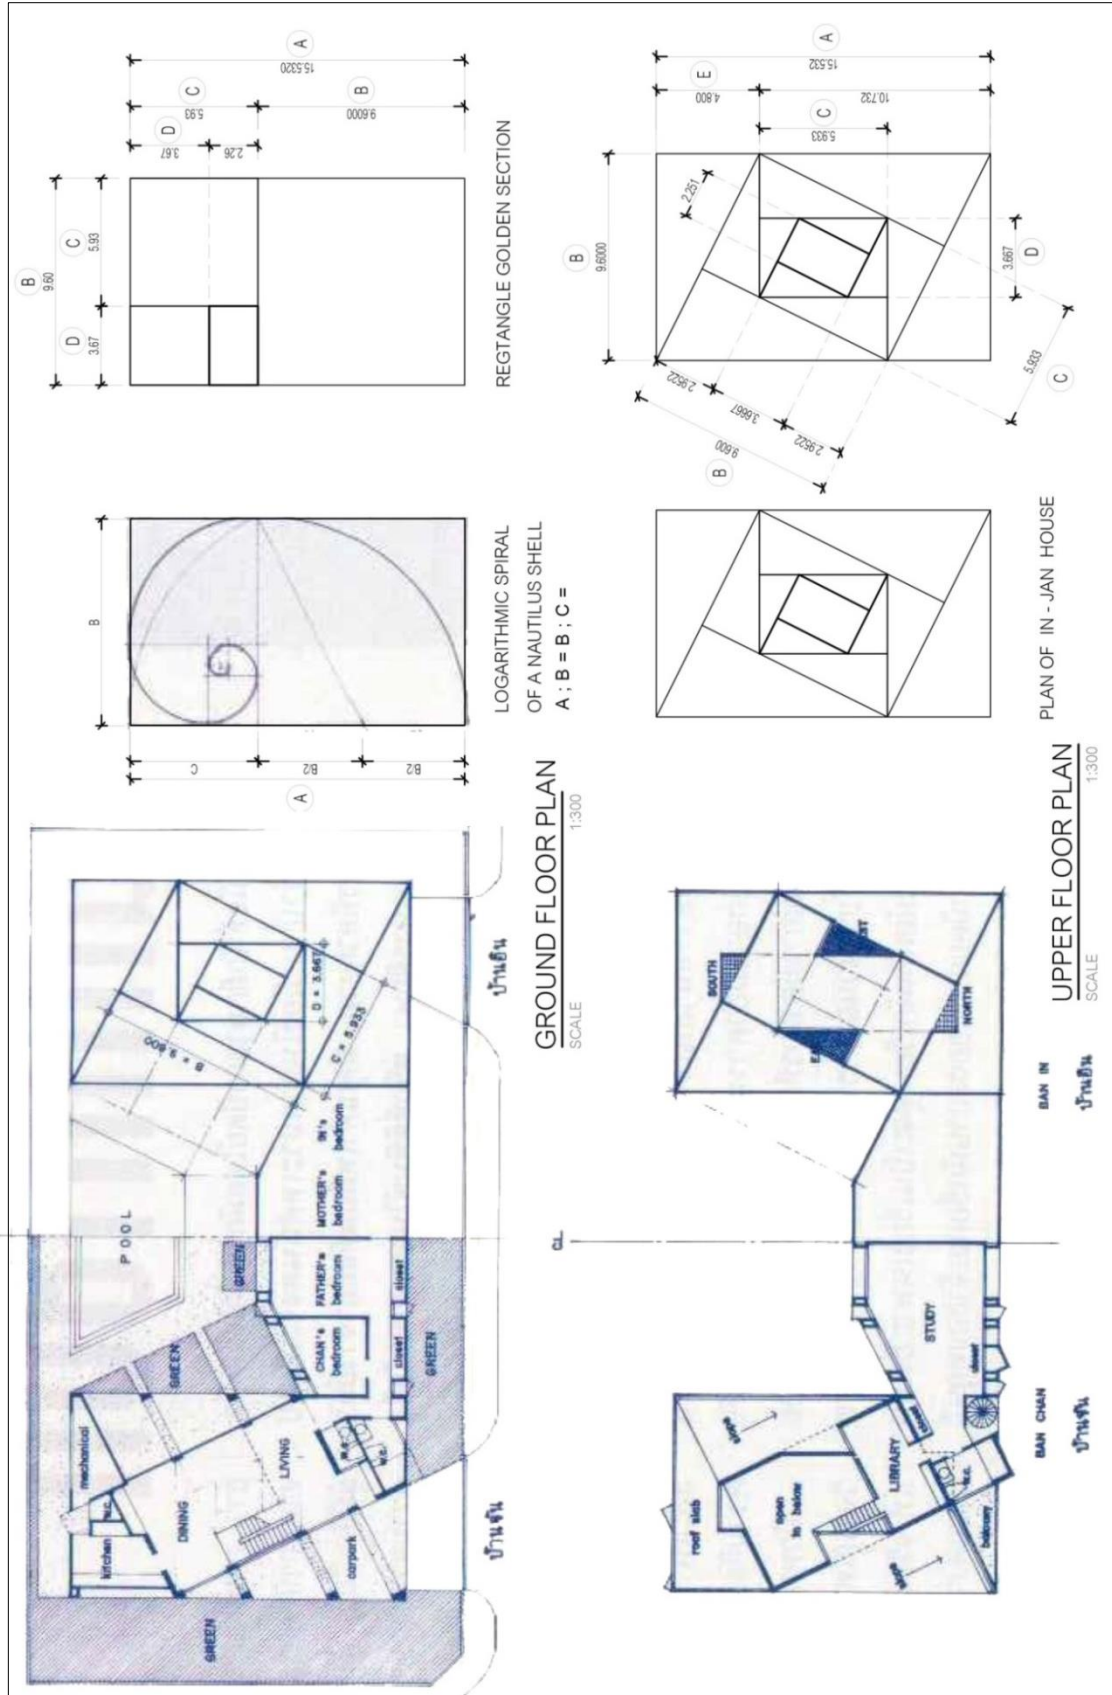 GREEN
kitchen
w.c.
mechanical
DINING
carpark
LIVING
w.c.
w.c.
GREEN
CHAN's
bedroom
FATHER's
bedroom
closet
closet
GREEN
GREEN
POOL
MOTHER's
bedroom
IN's
bedroom
B = 9.600
C = 5.933
D = 3.667
บ้านจัน
บ้านอิน
GROUND FLOOR PLAN
SCALE 1:300
A
C
B/2
B/2
B
LOGARITHMIC SPIRAL
OF A NAUTILUS SHELL
A ; B = B ; C =
B
9.60
D
C
3.67
5.93
D
3.67
2.26
C
5.93
B
9.6000
A
15.5320
REGTANGLE GOLDEN SECTION
C.L.
roof slab
open
to below
slope
slope
LIBRARY
closet
w.c.
balcony
STUDY
closet
SOUTH
NORTH
BAN CHAN
บ้านจัน
BAN IN
บ้านอิน
UPPER FLOOR PLAN
SCALE 1:300
PLAN OF IN - JAN HOUSE
B
9.6000
B
9.600
2.9522
3.6667
2.9522
2.251
C
5.933
D
3.667
C
5.933
E
4.800
10.732
A
15.532